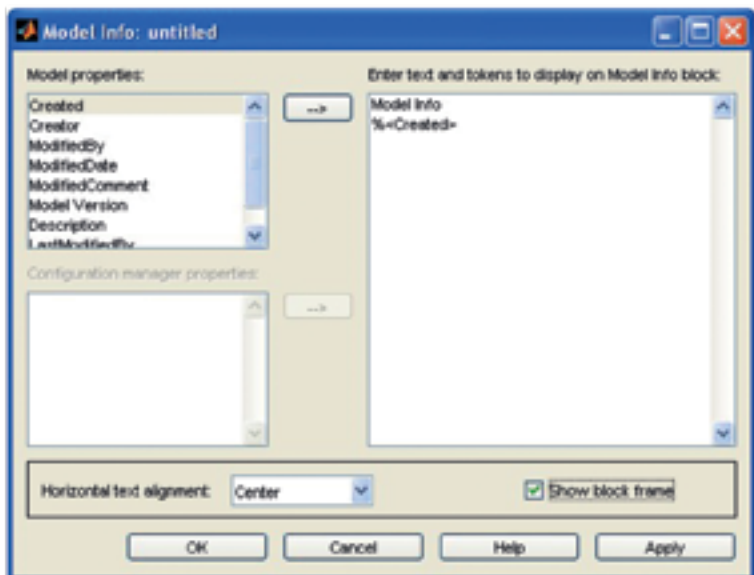 Model Info: untitled
Model properties:
Created
Creator
ModifiedBy
ModifiedDate
ModifiedComment
Model Version
Description
LastModifiedBy
-->
Configuration manager properties:
-->
Enter text and tokens to display on Model Info block:
Model Info
%<Created>
Horizontal text alignment: Center
Show block frame
OK Cancel Help Apply